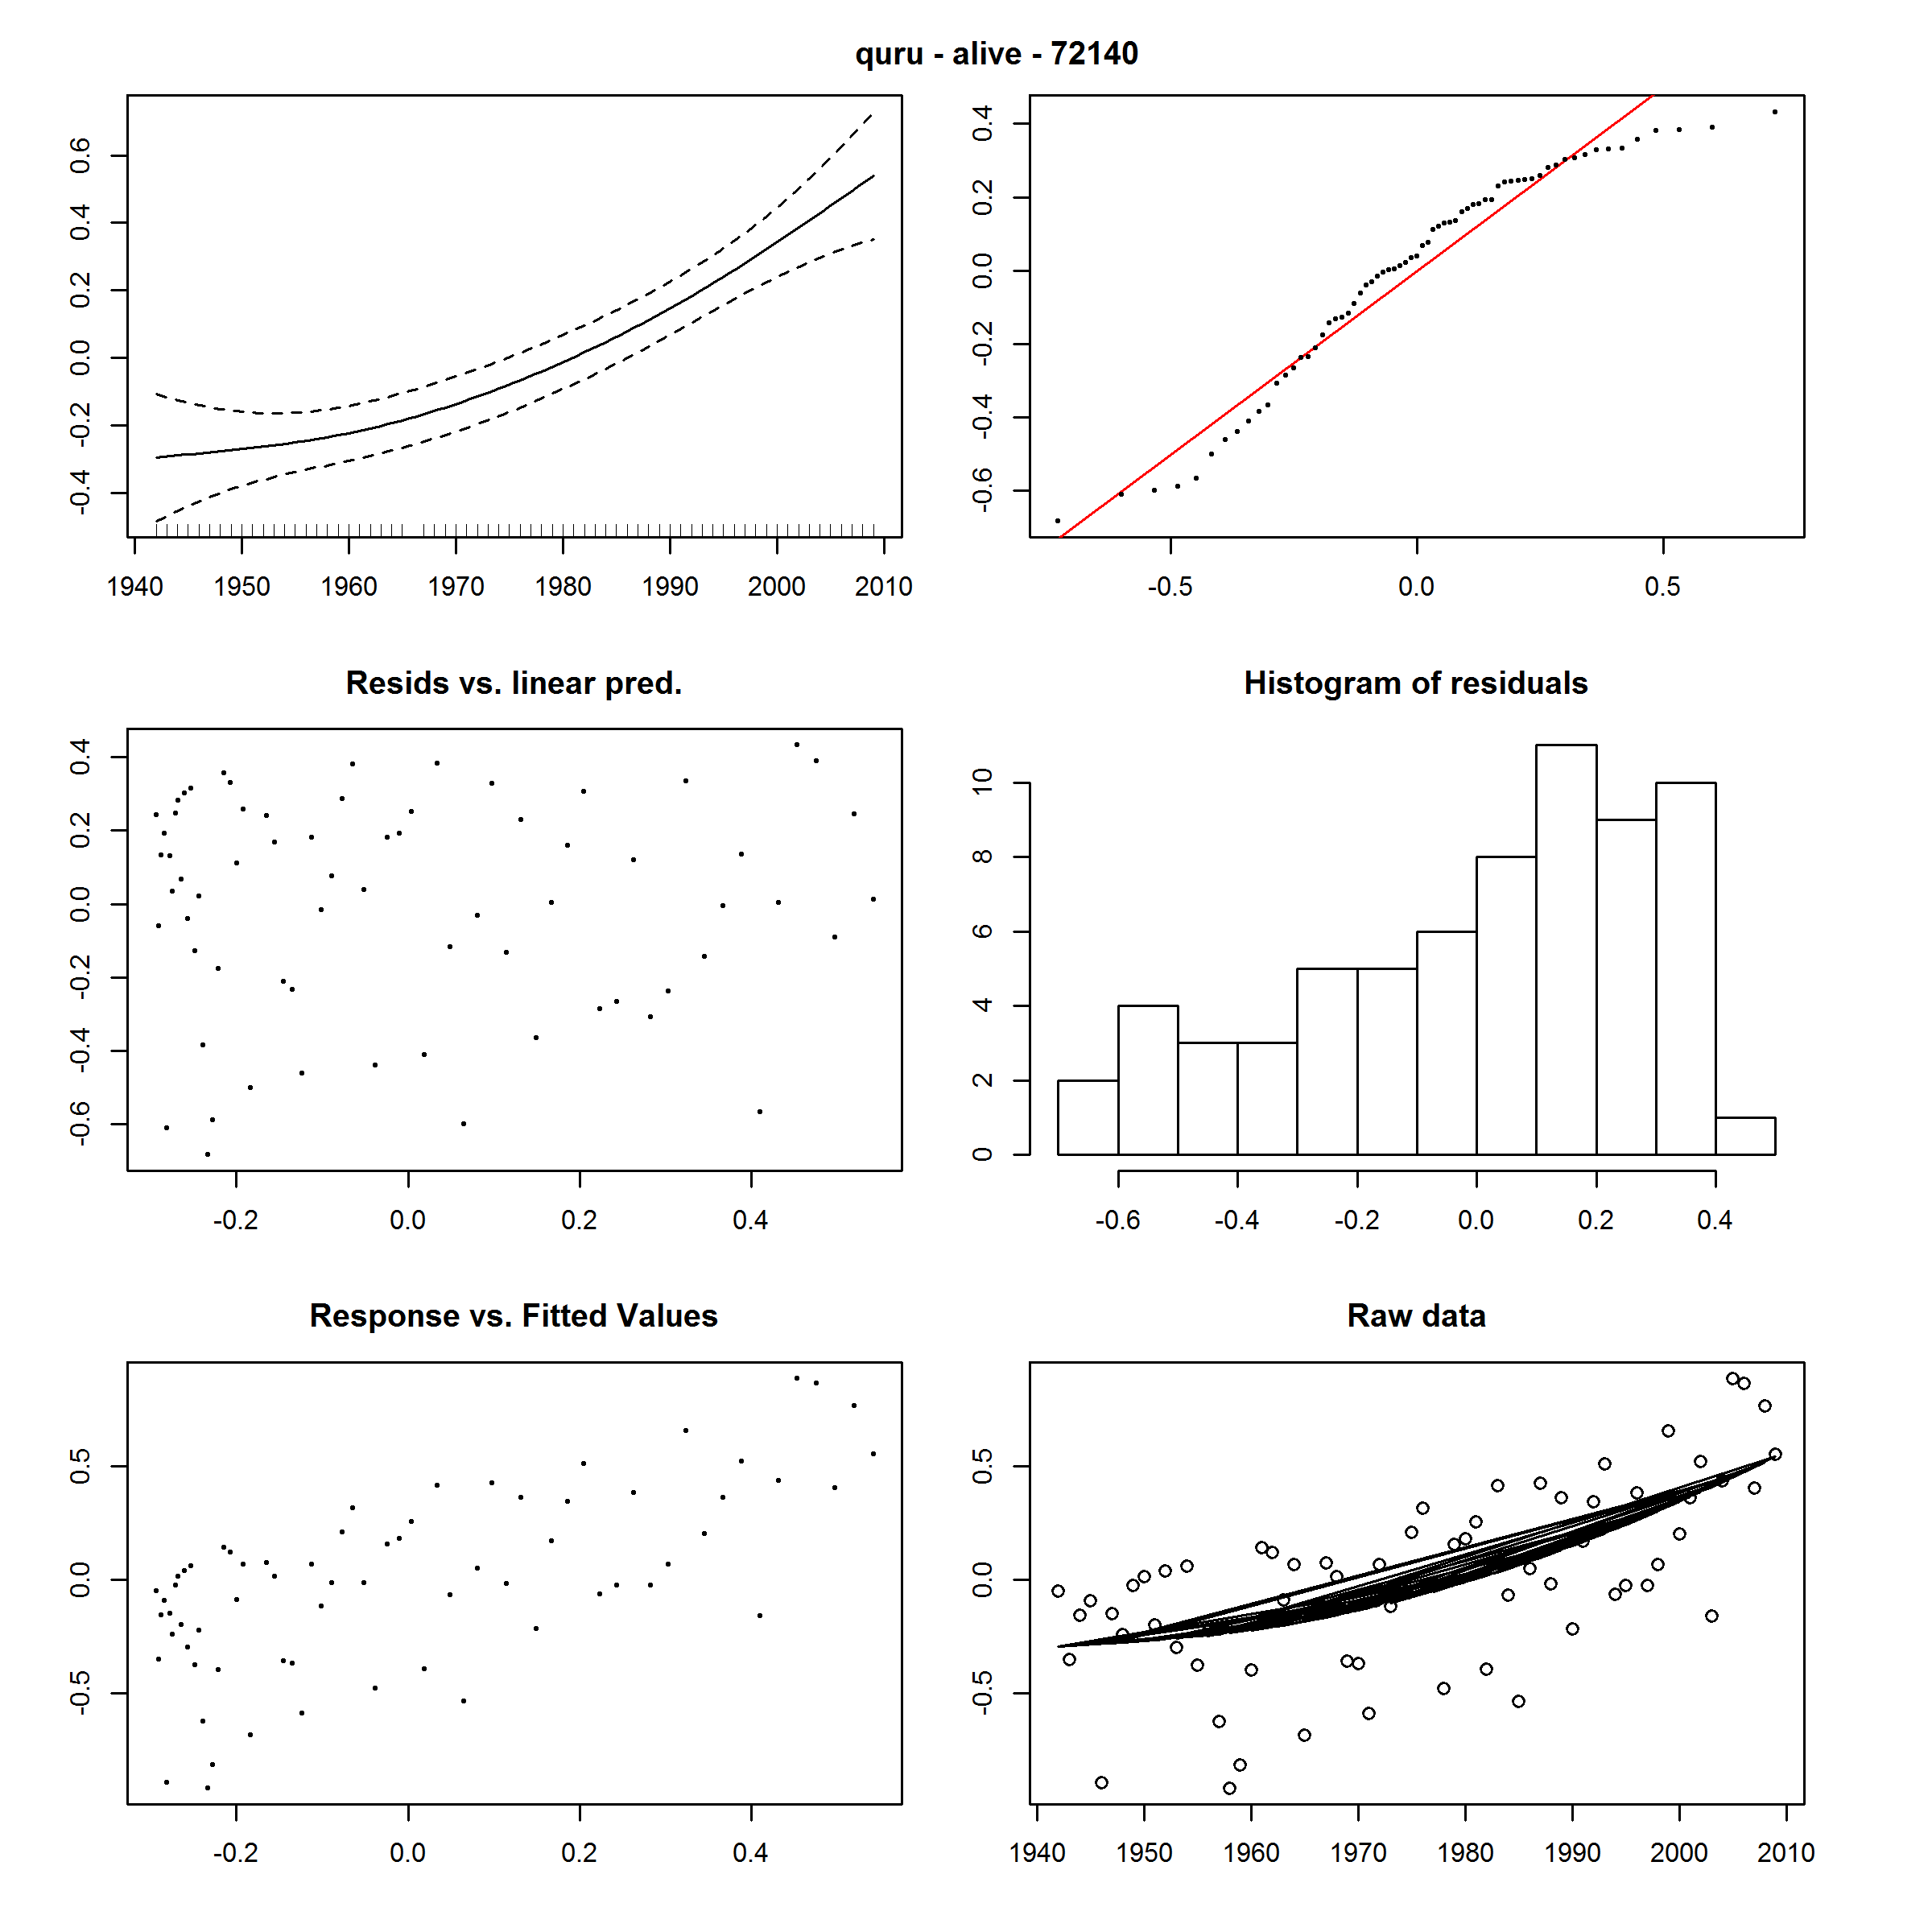 quru - alive - 72140
0.6
0.4
0.2
0.0
-0.2
-0.4
1940 1950 1960 1970 1980 1990 2000 2010
0.4
0.2
0.0
-0.2
-0.4
-0.6
-0.5 0.0 0.5
Resids vs. linear pred.
0.4
0.2
0.0
-0.2
-0.4
-0.6
-0.2 0.0 0.2 0.4
Histogram of residuals
10
8
6
4
2
0
-0.6 -0.4 -0.2 0.0 0.2 0.4
Response vs. Fitted Values
0.5
0.0
-0.5
-0.2 0.0 0.2 0.4
Raw data
0.5
0.0
-0.5
1940 1950 1960 1970 1980 1990 2000 2010